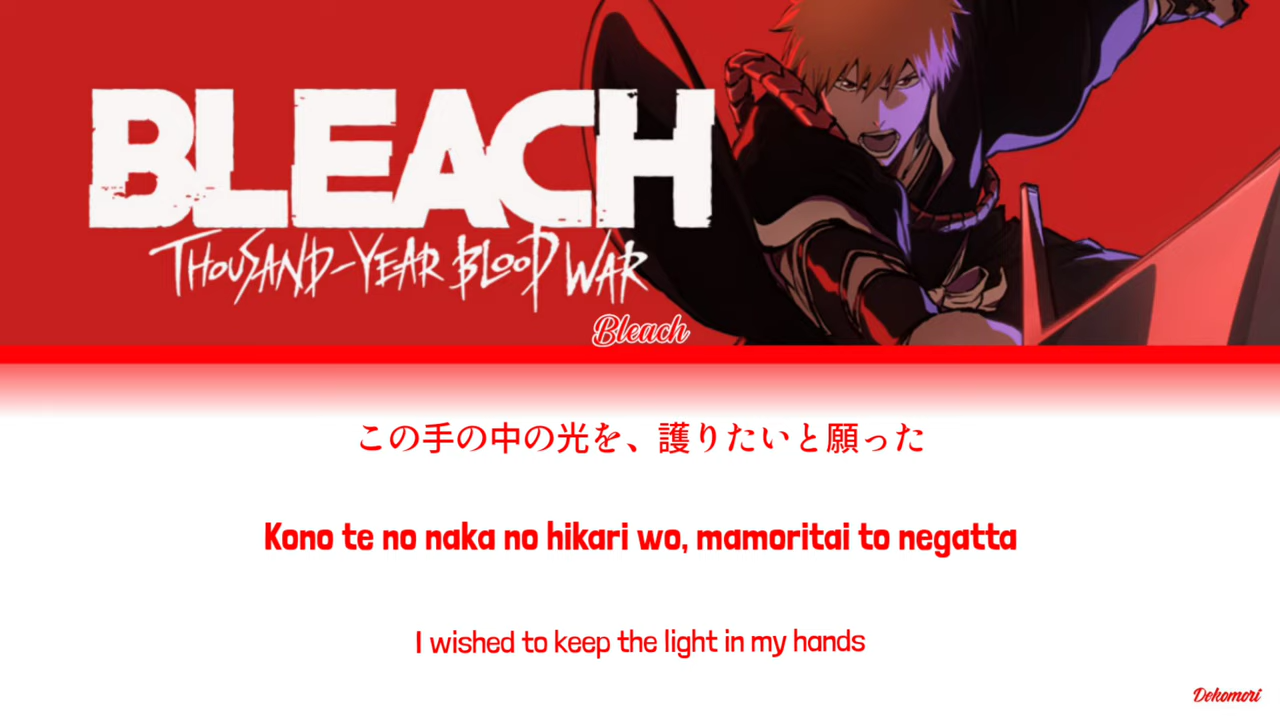 BLEACH
THOUSAND-YEAR BLOOD WAR
Bleach
この手の中の光を、護りたいと願った
Kono te no naka no hikari wo, mamoritai to negatta
I wished to keep the light in my hands
Dekomori